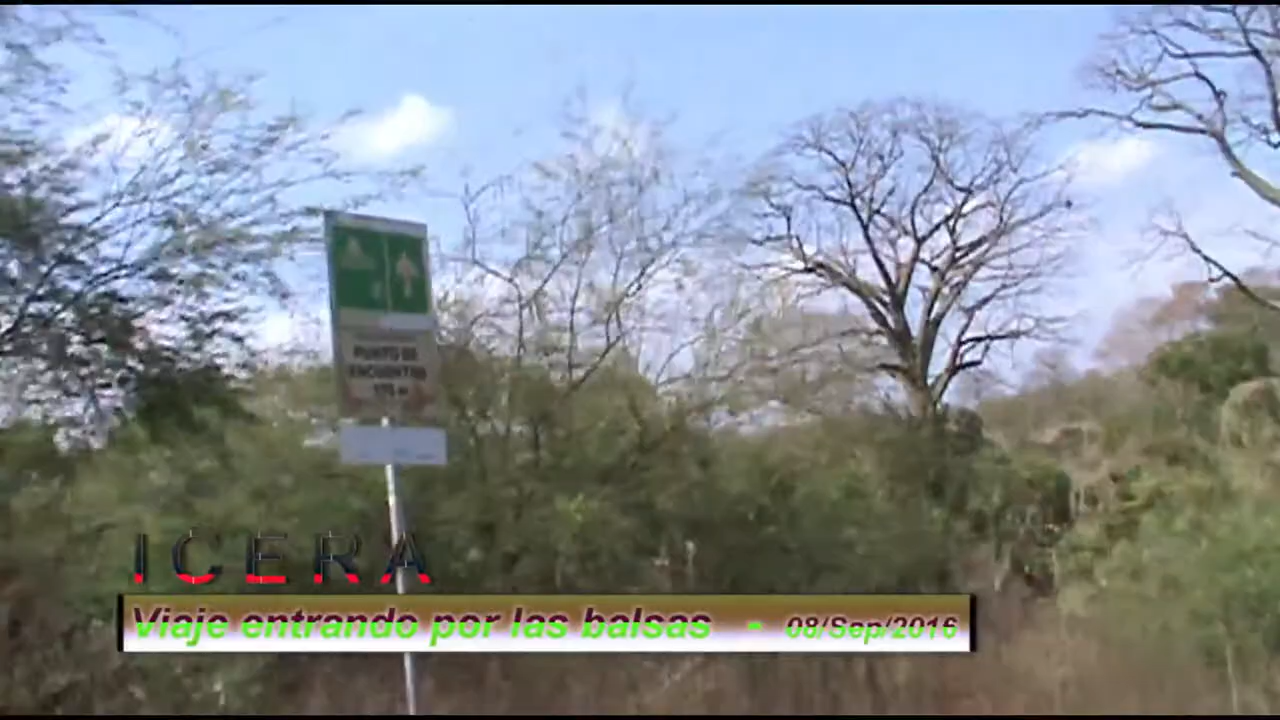 PUNTO DE
ENCUENTRO
ICERA
Viaje entrando por las balsas - 08/Sep/2016